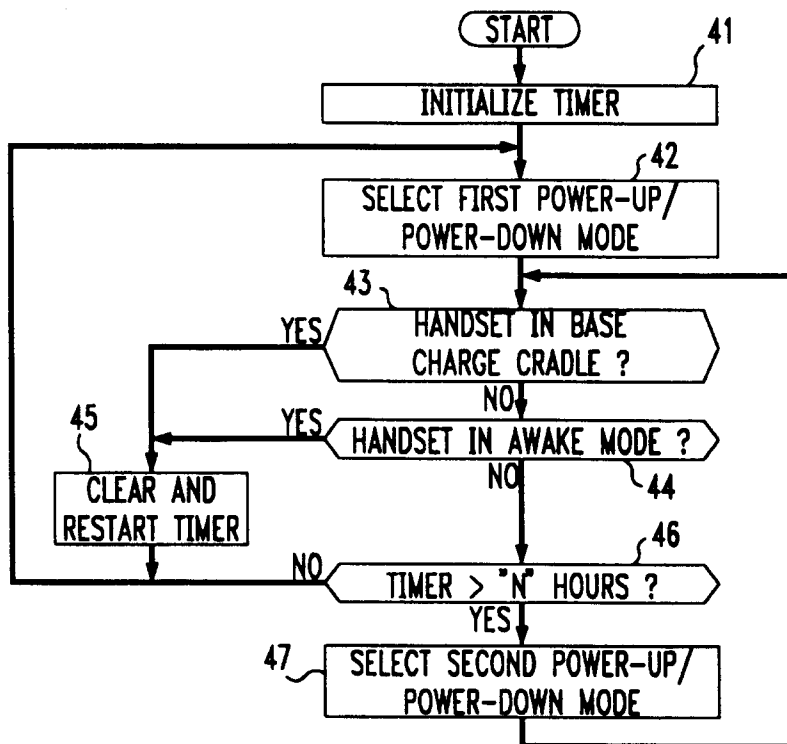 START
41
INITIALIZE TIMER
42
SELECT FIRST POWER-UP/
POWER-DOWN MODE
43
YES
HANDSET IN BASE
CHARGE CRADLE ?
NO
45
YES
HANDSET IN AWAKE MODE ?
NO
44
CLEAR AND
RESTART TIMER
46
NO
TIMER > "N" HOURS ?
YES
47
SELECT SECOND POWER-UP/
POWER-DOWN MODE